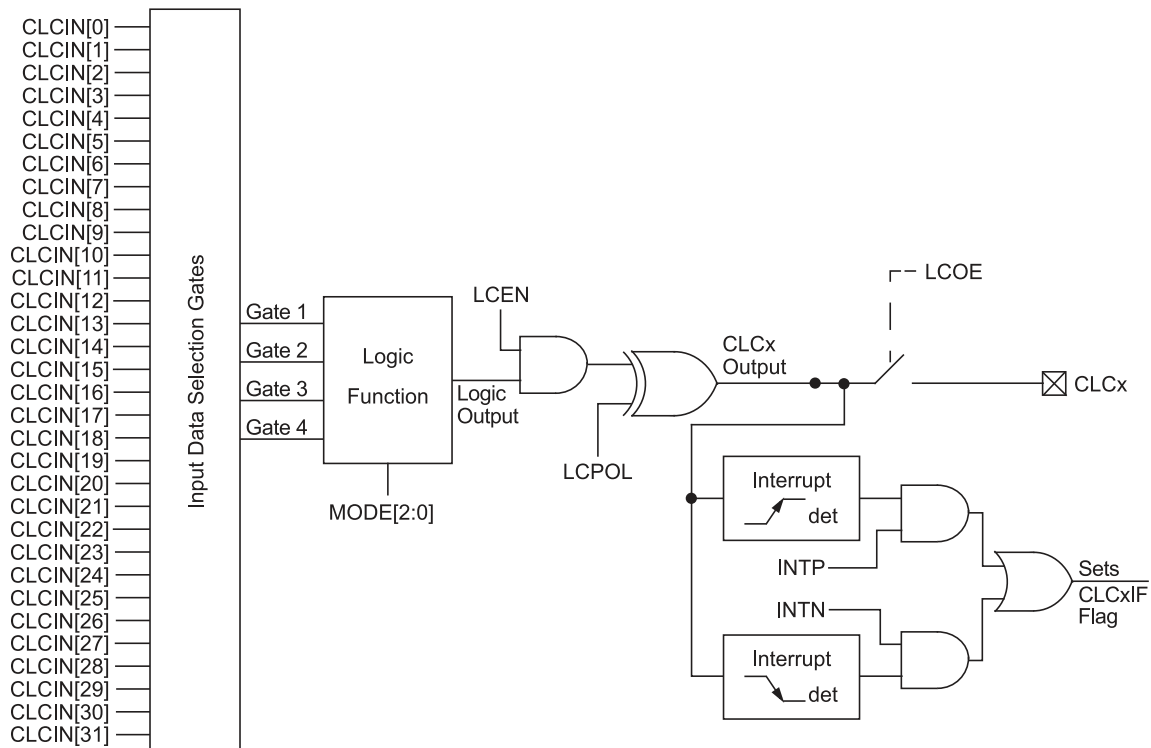 CLCIN[0]
CLCIN[1]
CLCIN[2]
CLCIN[3]
CLCIN[4]
CLCIN[5]
CLCIN[6]
CLCIN[7]
CLCIN[8]
CLCIN[9]
CLCIN[10]
CLCIN[11]
CLCIN[12]
CLCIN[13]
CLCIN[14]
CLCIN[15]
CLCIN[16]
CLCIN[17]
CLCIN[18]
CLCIN[19]
CLCIN[20]
CLCIN[21]
CLCIN[22]
CLCIN[23]
CLCIN[24]
CLCIN[25]
CLCIN[26]
CLCIN[27]
CLCIN[28]
CLCIN[29]
CLCIN[30]
CLCIN[31]
Input Data Selection Gates
Gate 1
Gate 2
Gate 3
Gate 4
Logic
Function
MODE[2:0]
Logic
Output
LCEN
LCPOL
CLCx
Output
LCOE
CLCx
Interrupt
det
INTP
INTN
Interrupt
det
Sets
CLCxIF
Flag